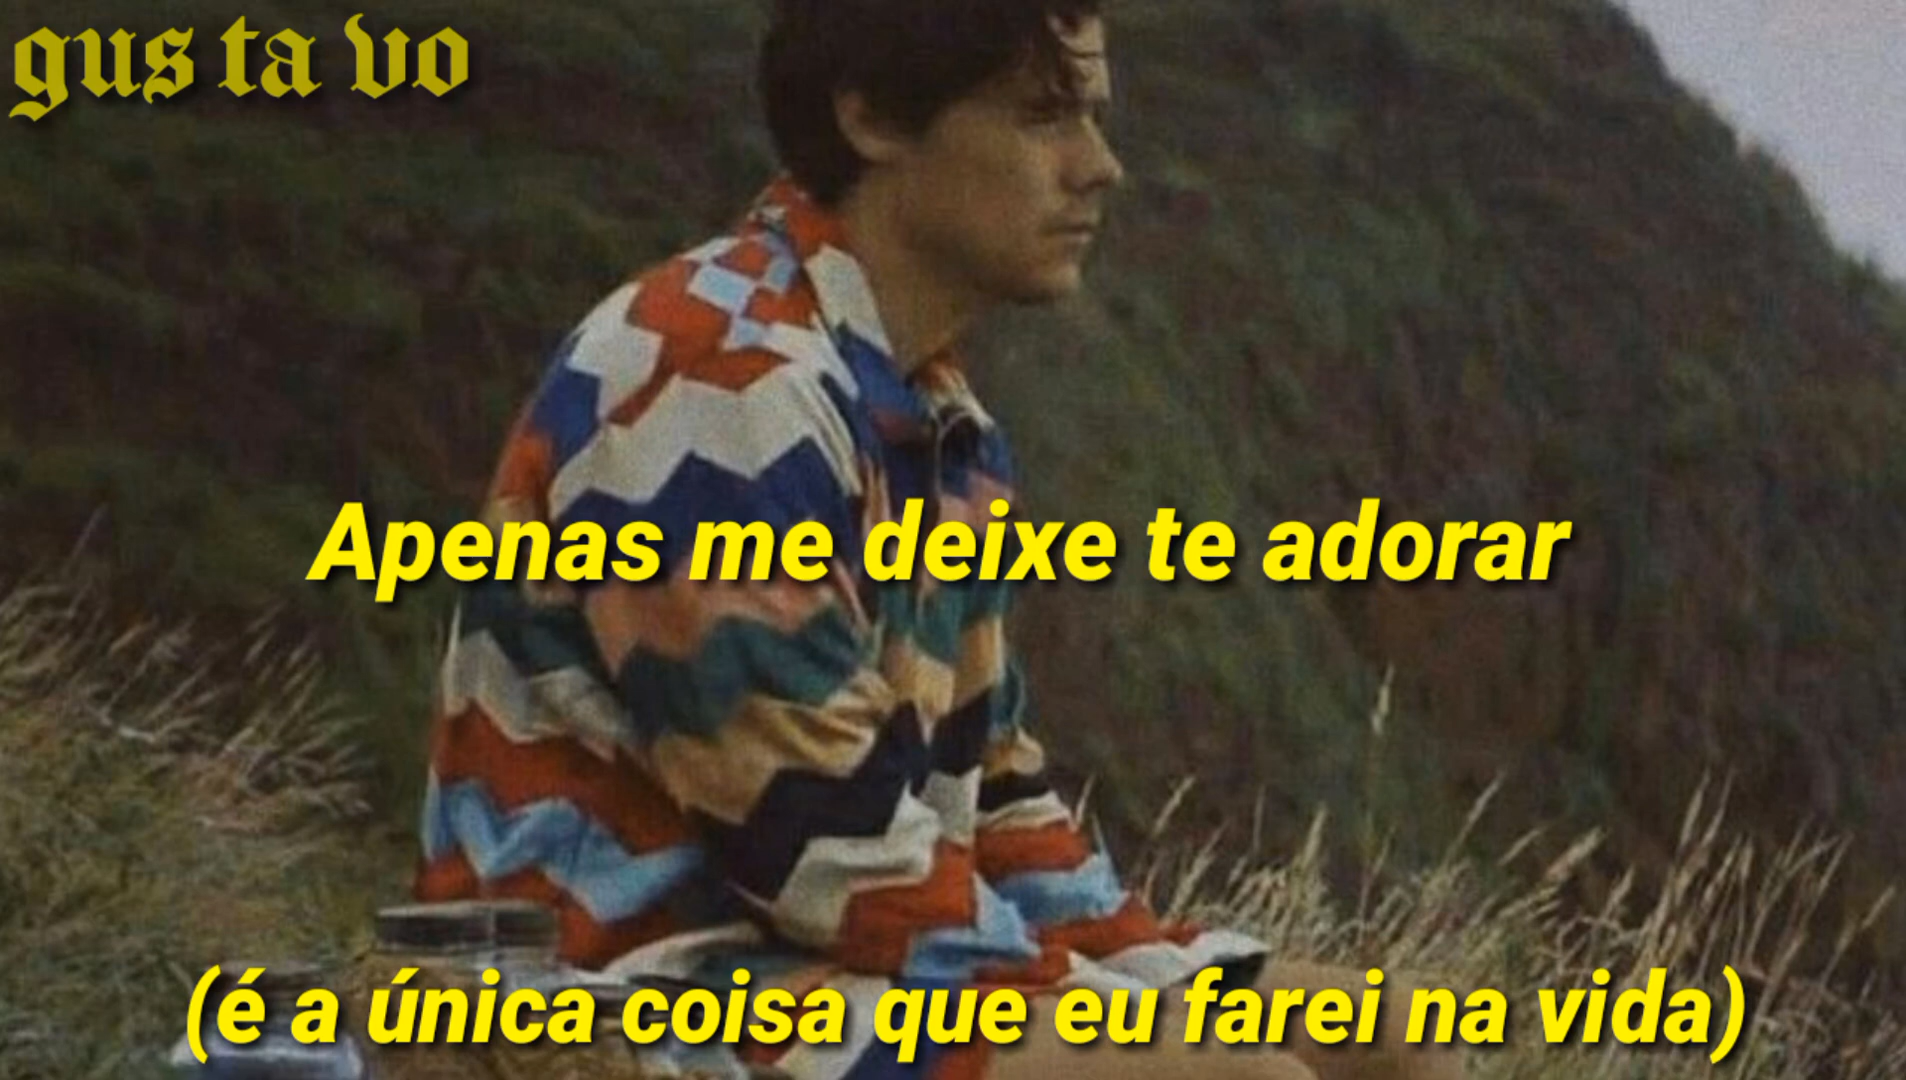 gus ta vo
Apenas me deixe te adorar
(é a única coisa que eu farei na vida)